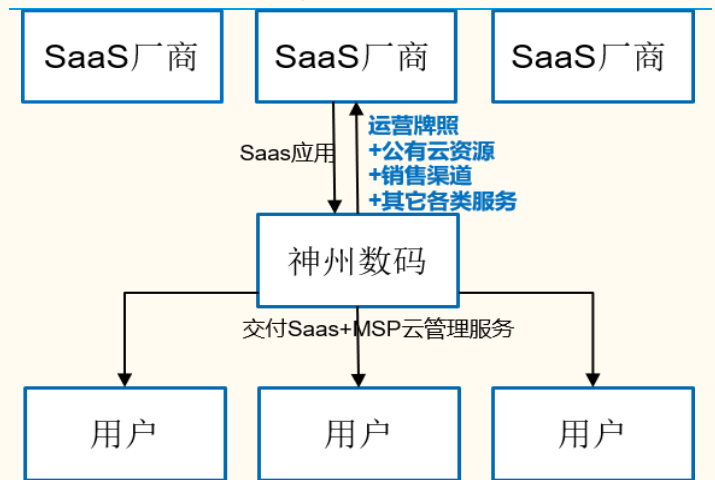 SaaS厂商
SaaS厂商
SaaS厂商
Saas应用
运营牌照
+公有云资源
+销售渠道
+其它各类服务
神州数码
交付Saas+MSP云管理服务
用户
用户
用户